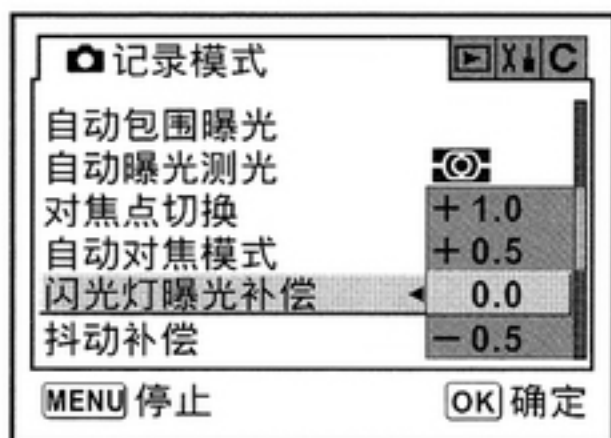 记录模式 C
自动包围曝光
自动曝光测光
对焦点切换 +1.0
自动对焦模式 +0.5
闪光灯曝光补偿 0.0
抖动补偿 -0.5
MENU 停止 OK 确定